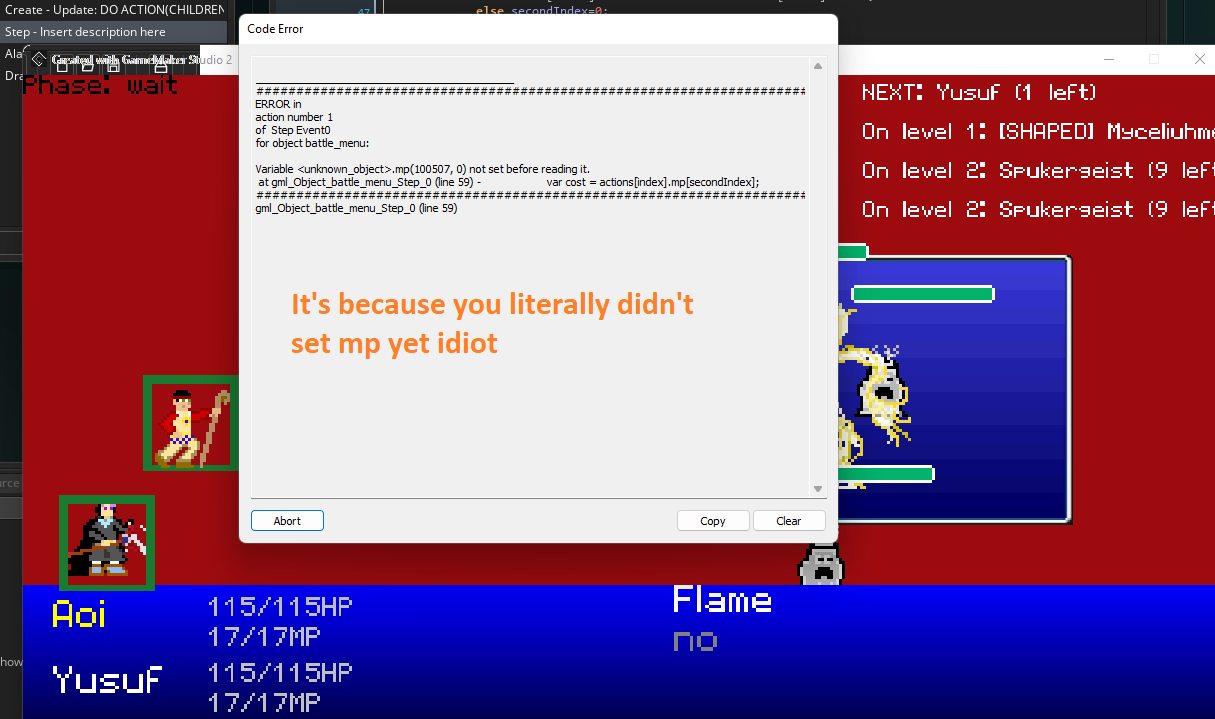 Create - Update: DO ACTION(CHILDREN
Step - Insert description here
Ala
Dra
47
else secondIndex=0;
Code Error
Created with GameMaker Studio 2
Phase: wait
###########################################################################################
ERROR in
action number 1
of  Step Event0
for object battle_menu:
Variable <unknown_object>.mp(100507, 0) not set before reading it.
at gml_Object_battle_menu_Step_0 (line 59) -                     var cost = actions[index].mp[secondIndex];
###########################################################################################
gml_Object_battle_menu_Step_0 (line 59)
It's because you literally didn't
set mp yet idiot
Abort
Copy
Clear
NEXT: Yusuf (1 left)
On level 1: [SHAPED] Myceliuhme
On level 2: Spukergeist (9 left
On level 2: Spukergeist (9 left
urce
how
Aoi
115/115HP
17/17MP
Yusuf
115/115HP
17/17MP
Flame
no